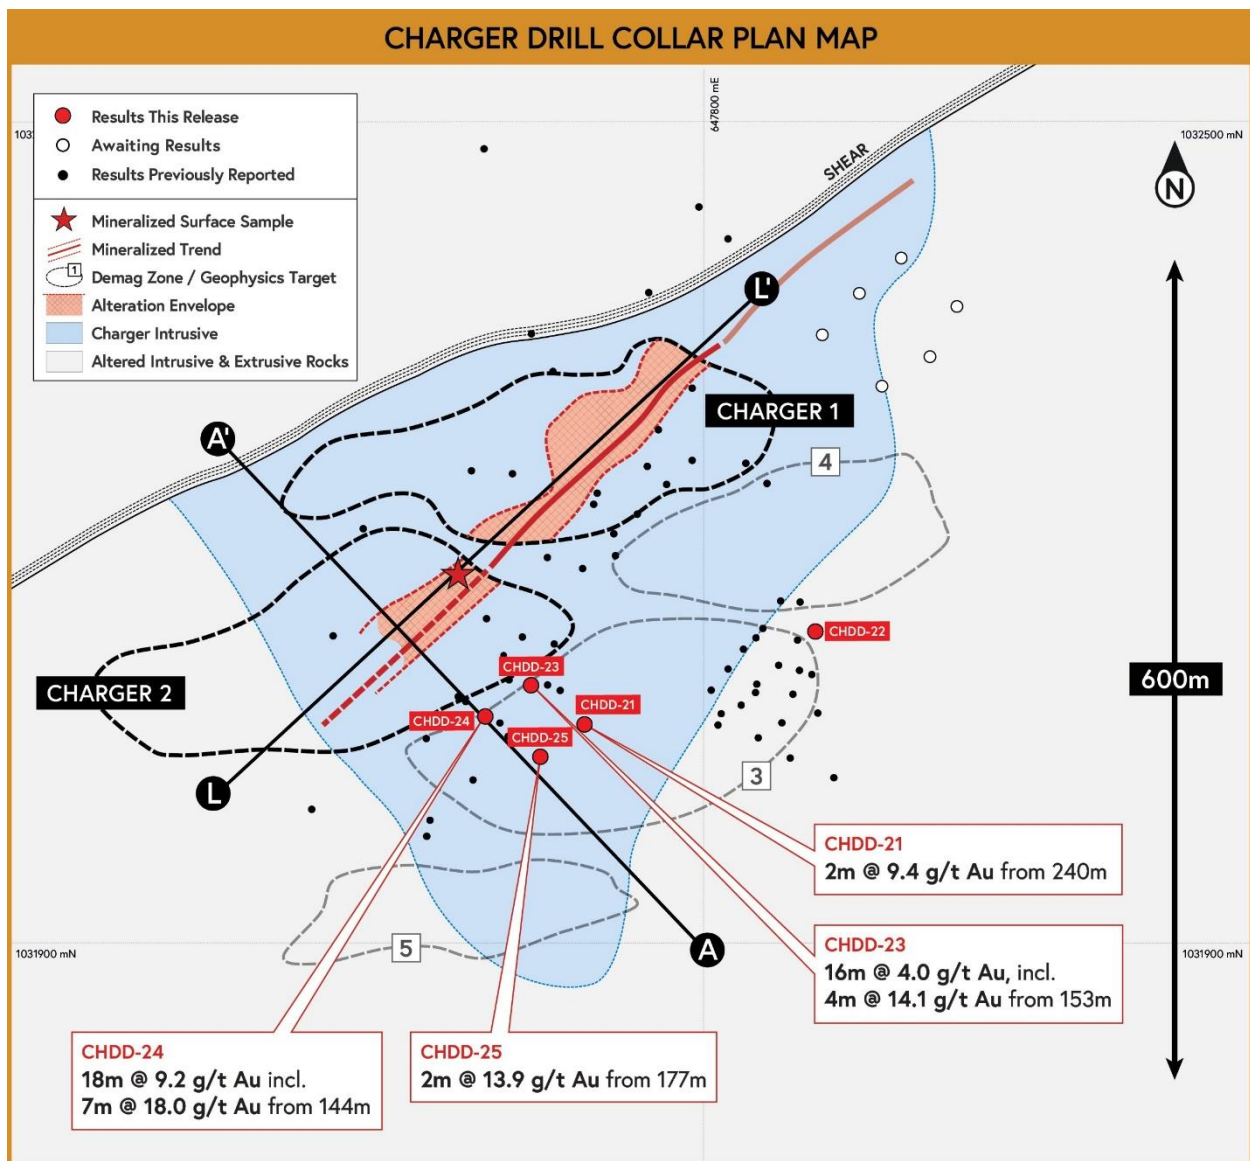 CHARGER DRILL COLLAR PLAN MAP
647800 mE
1032500 mN
Results This Release
Awaiting Results
Results Previously Reported
Mineralized Surface Sample
Mineralized Trend
1
Demag Zone / Geophysics Target
Alteration Envelope
Charger Intrusive
Altered Intrusive & Extrusive Rocks
SHEAR
N
L'
CHARGER 1
A'
4
CHDD-22
CHARGER 2
CHDD-23
CHDD-21
CHDD-24
CHDD-25
600m
3
L
CHDD-21
2m @ 9.4 g/t Au from 240m
CHDD-23
16m @ 4.0 g/t Au, incl.
4m @ 14.1 g/t Au from 153m
A
5
1031900 mN
1031900 mN
CHDD-24
18m @ 9.2 g/t Au incl.
7m @ 18.0 g/t Au from 144m
CHDD-25
2m @ 13.9 g/t Au from 177m